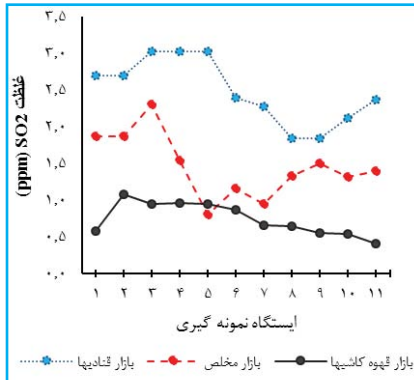 غلظت SO2 (ppm)
۳,۵
۳,۰
۲,۵
۲,۰
۱,۵
۱,۰
۰,۵
۰,۰
۱ ۲ ۳ ۴ ۵ ۶ ۷ ۸ ۹ ۱۰ ۱۱
ایستگاه نمونه گیری
بازار قهوه کاشیها بازار مخلص بازار قنادیها